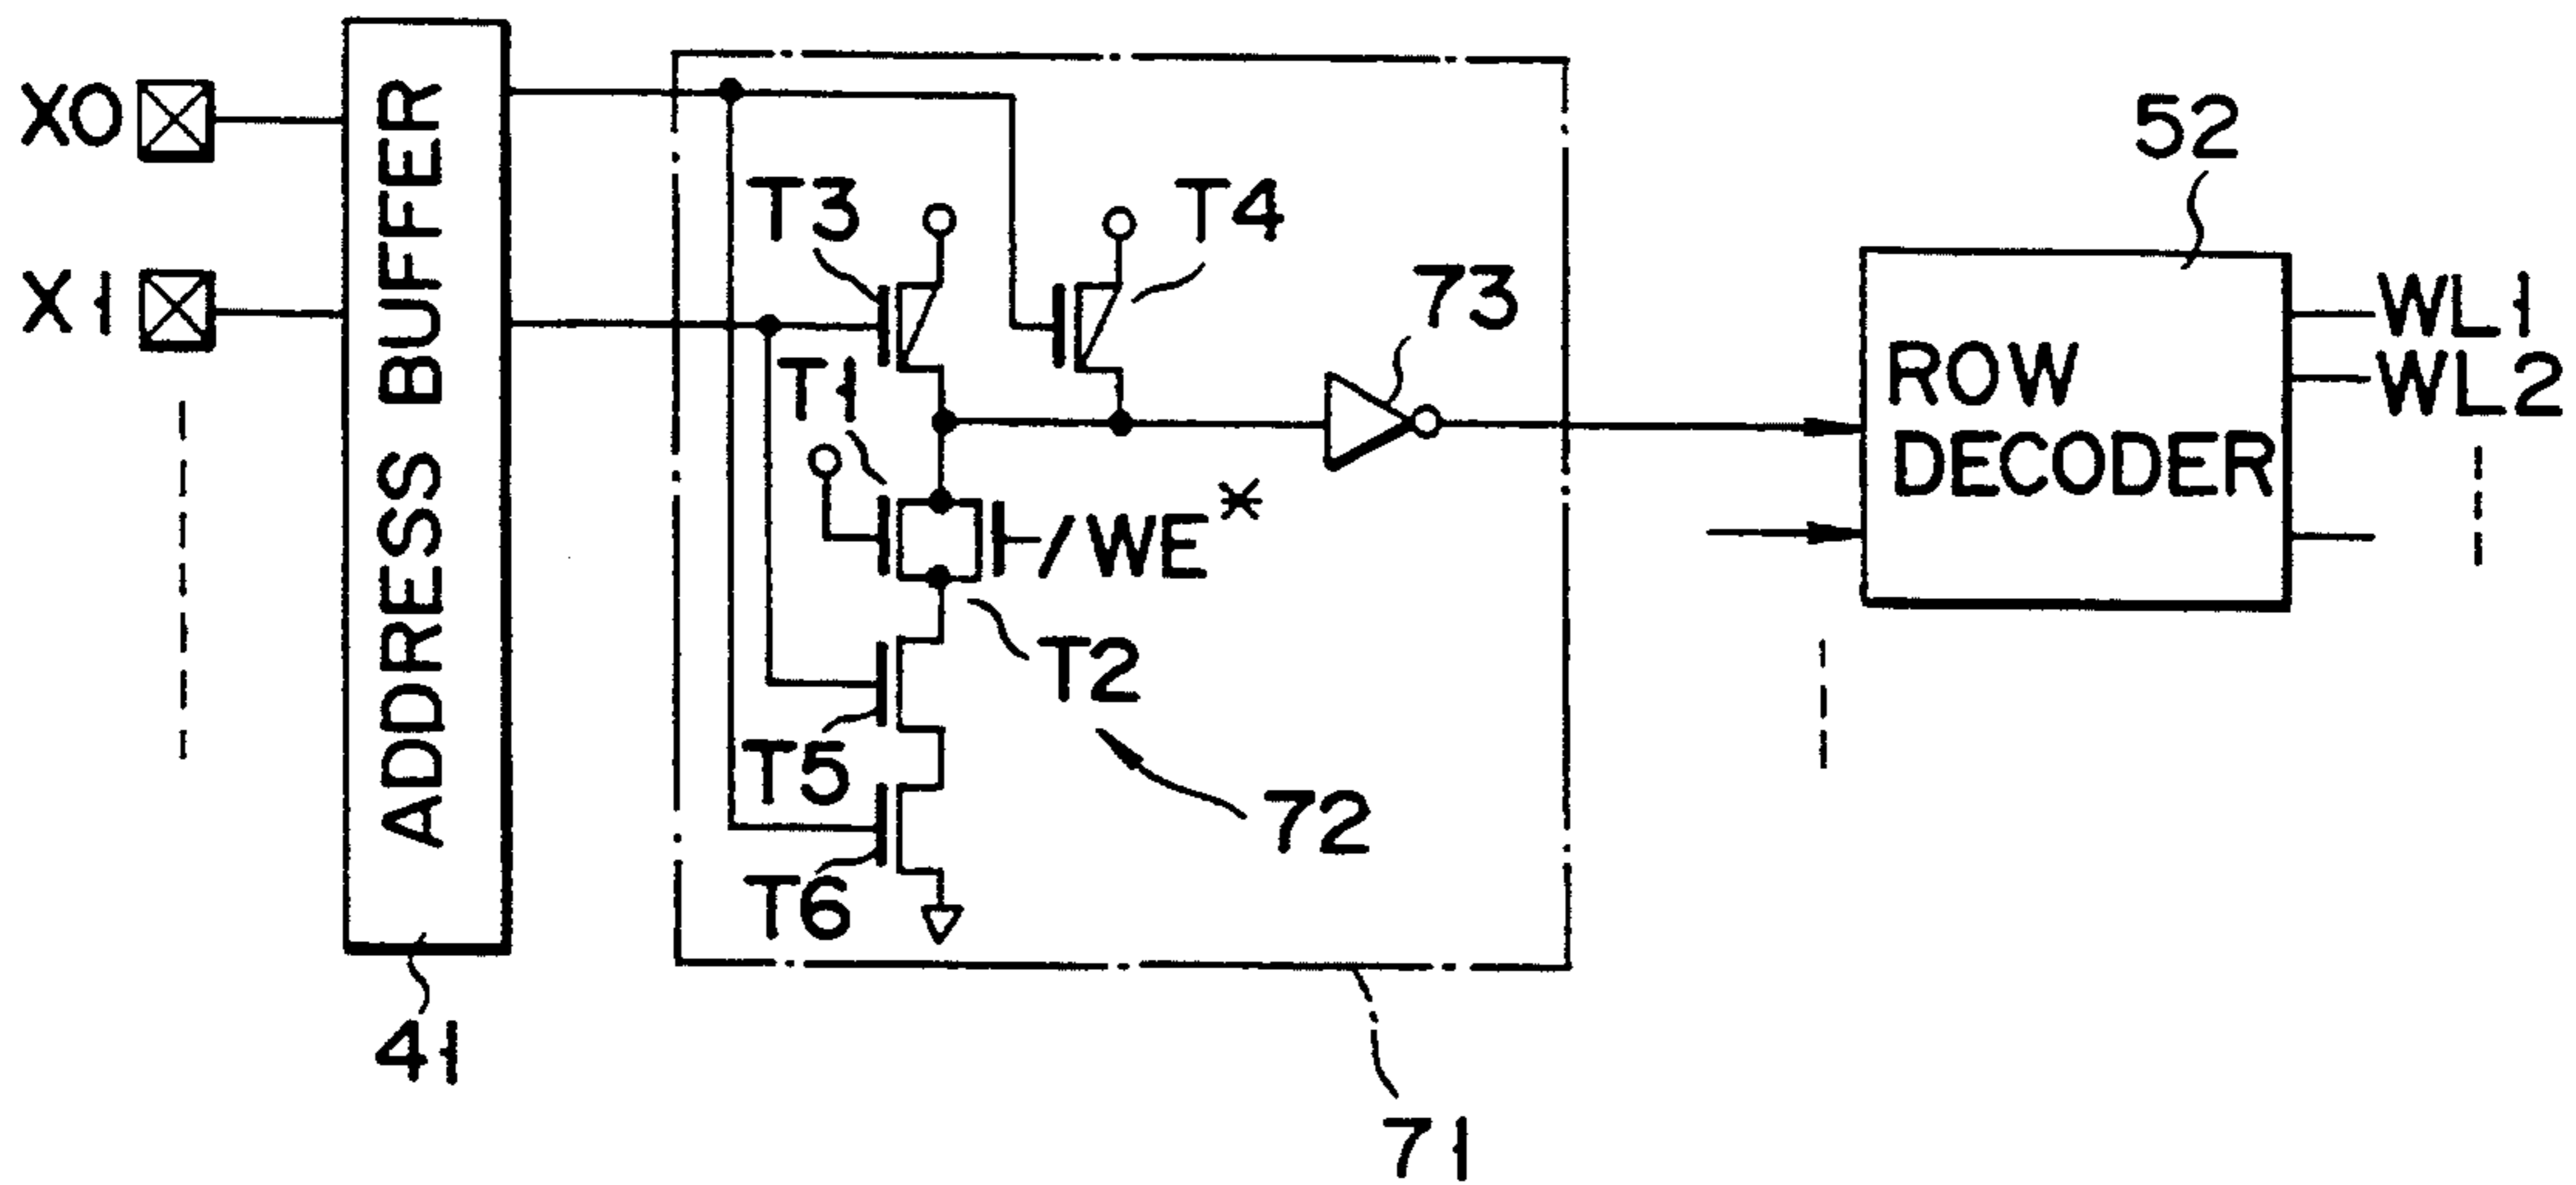 X0
X1
ADDRESS BUFFER
41
T3
T4
T1
73
/WE*
T2
T5
T6
72
71
52
ROW
DECODER
WL1
WL2